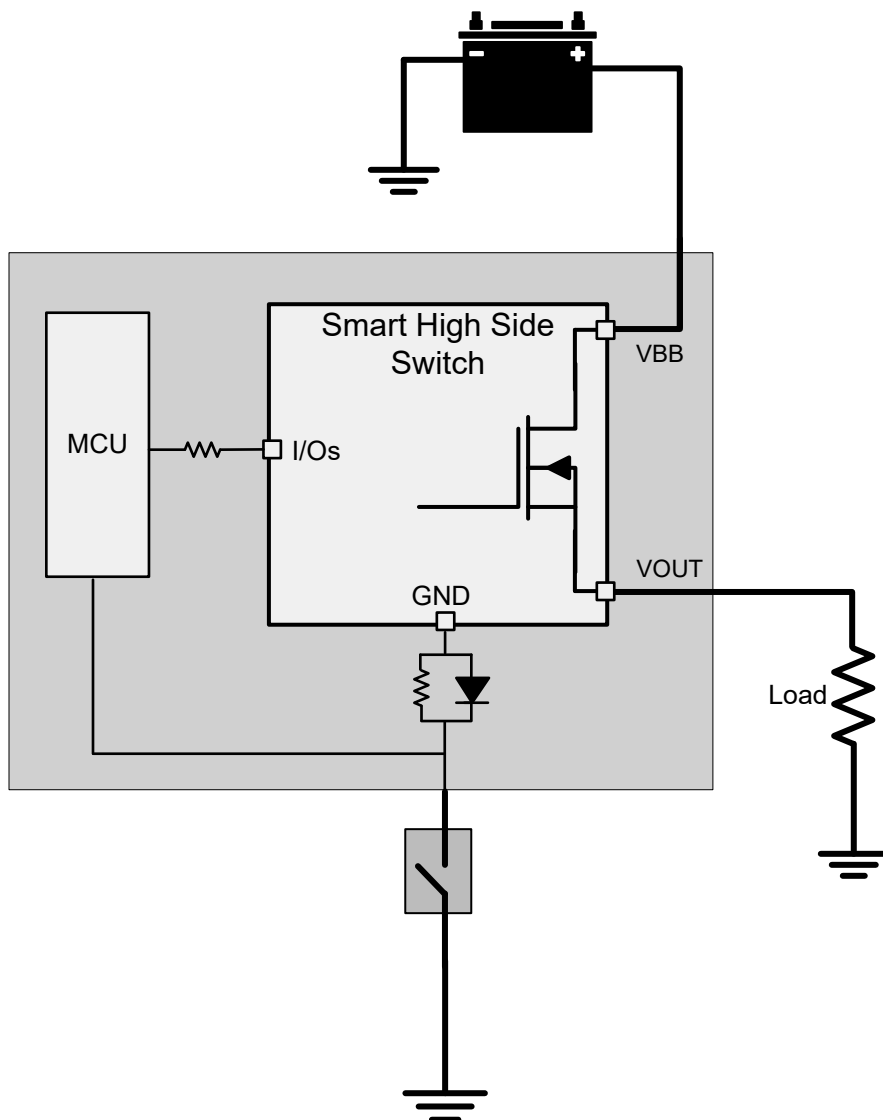 Smart High Side
Switch
VBB
MCU
I/Os
VOUT
GND
Load